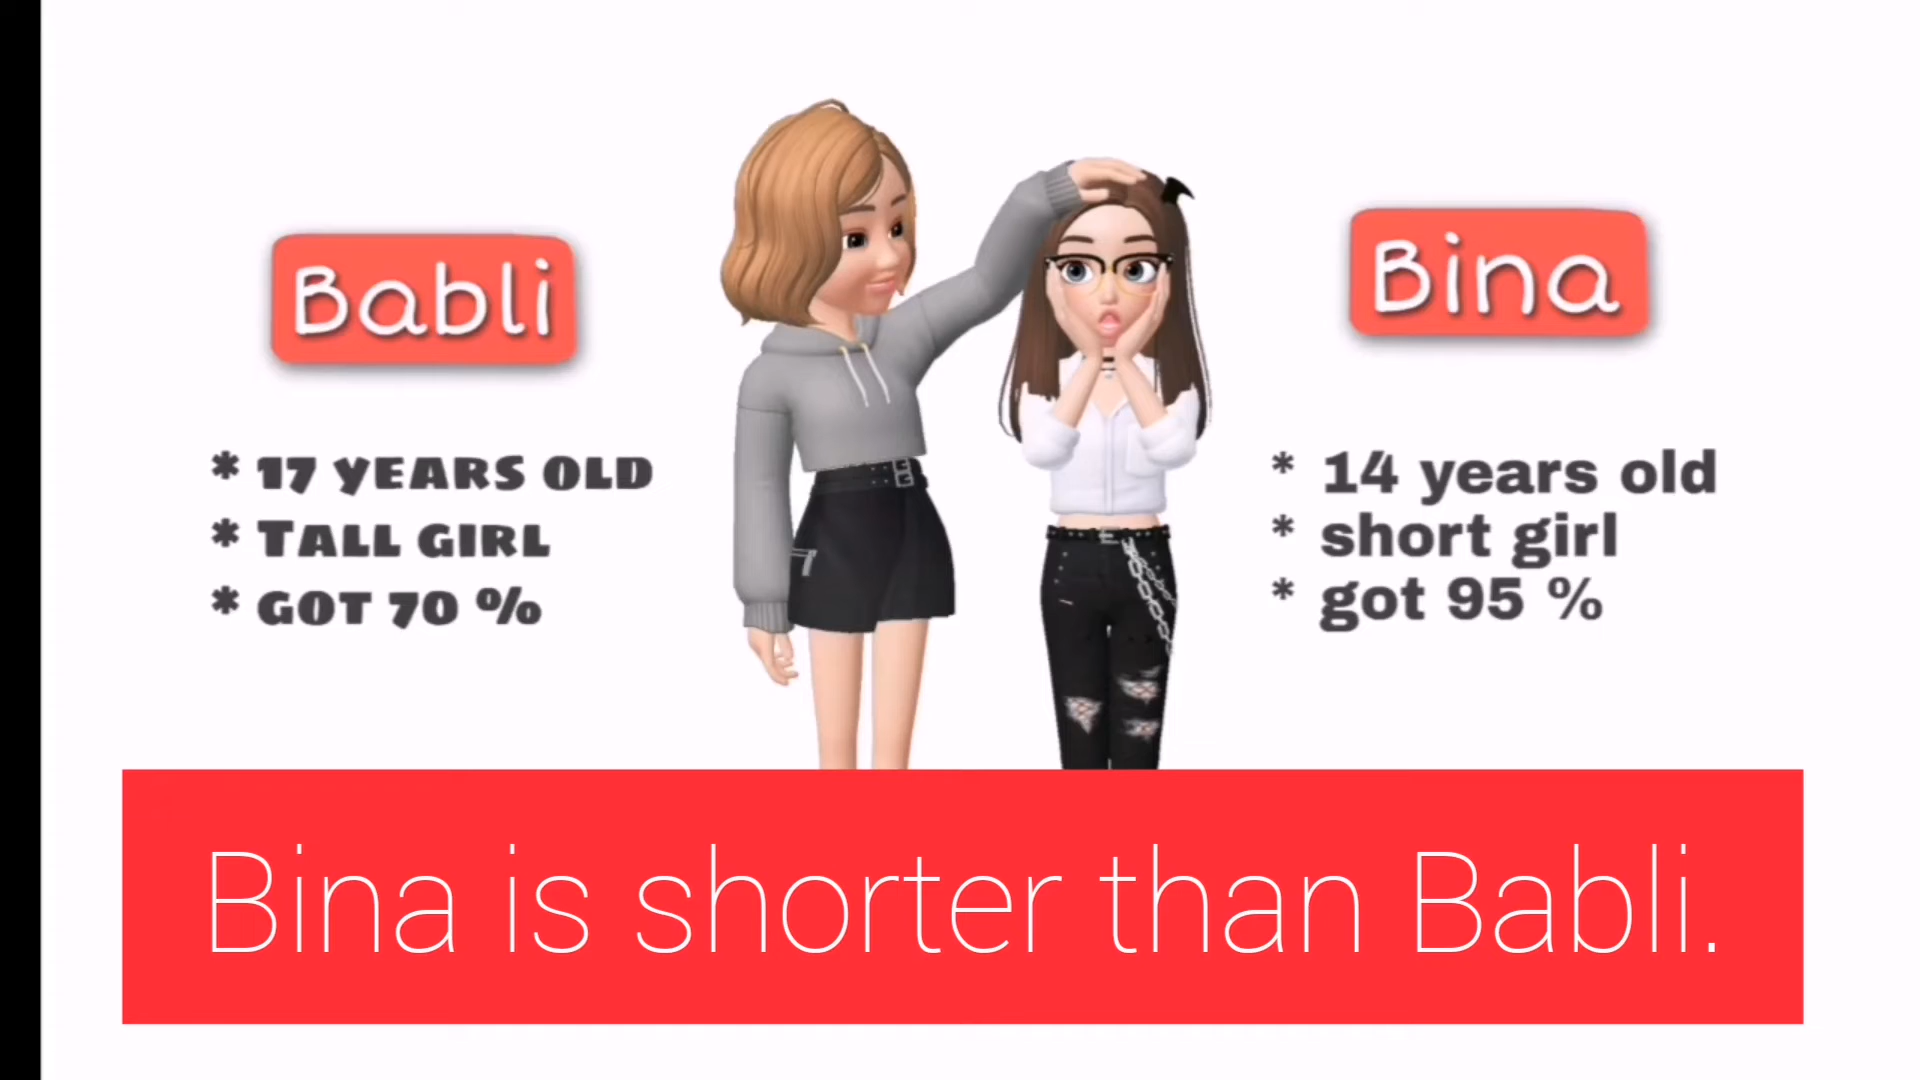 Babli
* 17 YEARS OLD
* TALL GIRL
* GOT 70 %
Bina
* 14 years old
* short girl
* got 95 %
Bina is shorter than Babli.